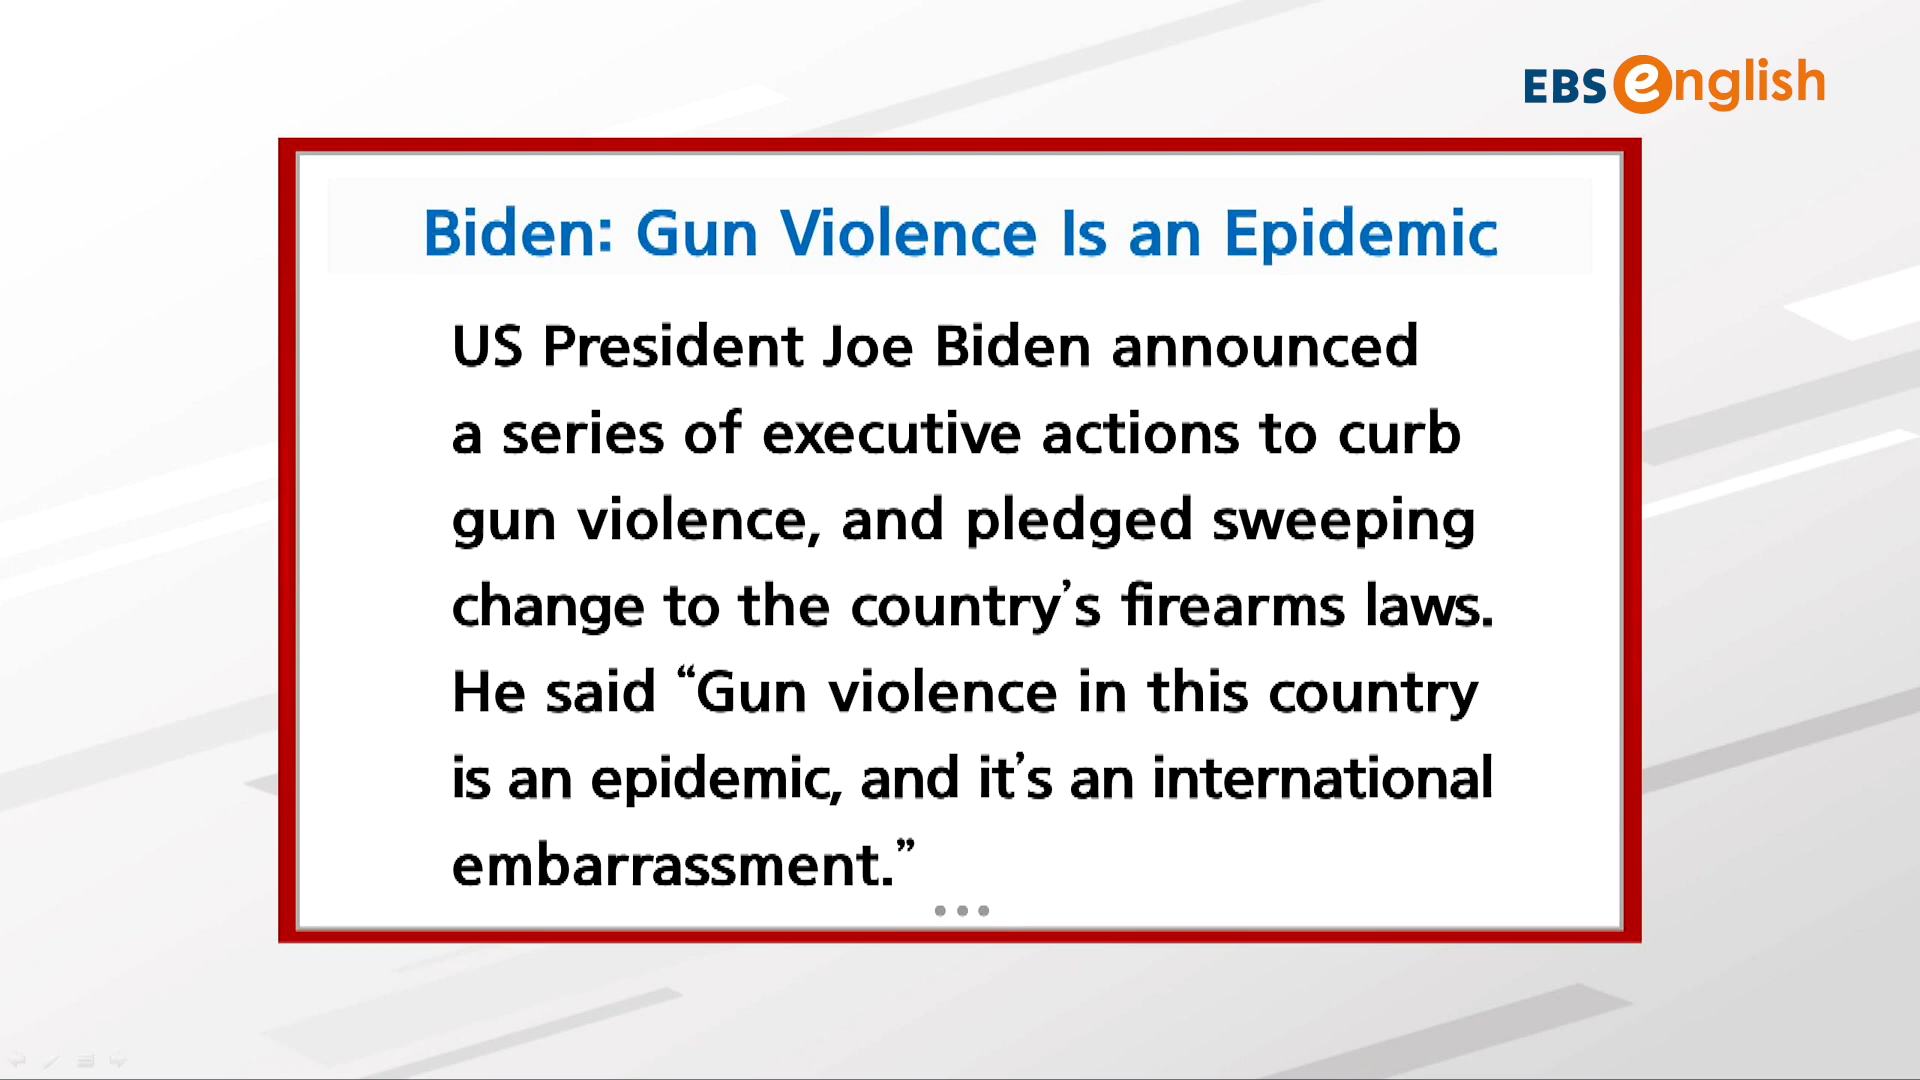 EBS english
Biden: Gun Violence Is an Epidemic
US President Joe Biden announced
a series of executive actions to curb
gun violence, and pledged sweeping
change to the country’s firearms laws.
He said “Gun violence in this country
is an epidemic, and it’s an international
embarrassment.”
...